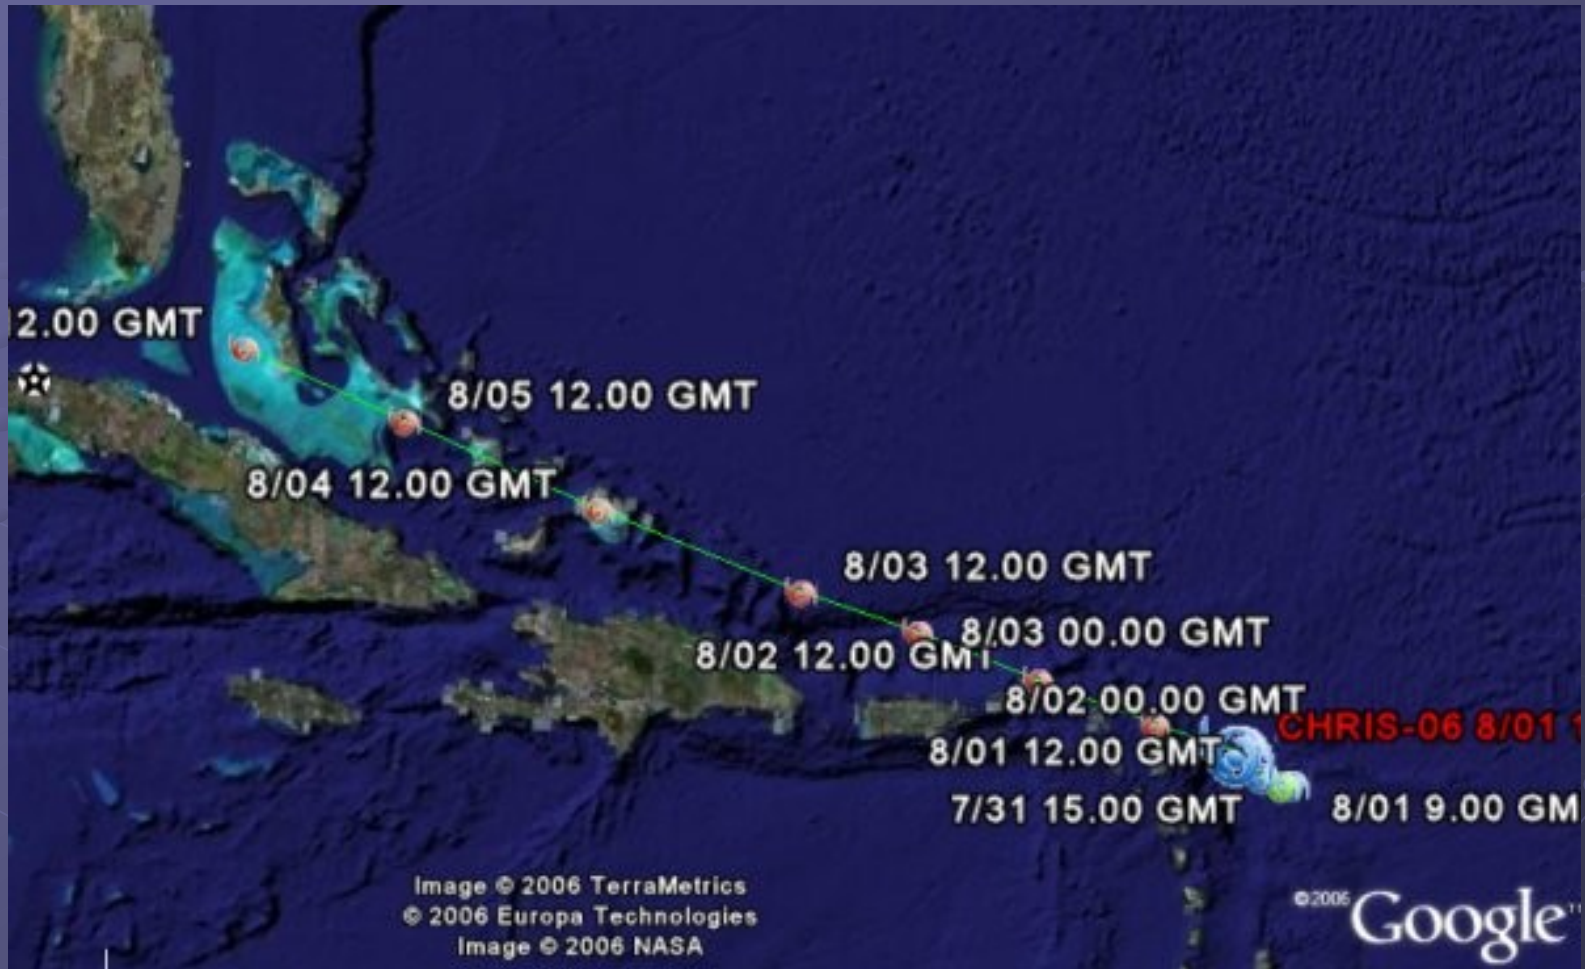 12.00 GMT
8/05 12.00 GMT
8/04 12.00 GMT
8/03 12.00 GMT
8/03 00.00 GMT
8/02 12.00 GMT
8/02 00.00 GMT
CHRIS-06 8/01 1
8/01 12.00 GMT
7/31 15.00 GMT
8/01 9.00 GM
Image © 2006 TerraMetrics
© 2006 Europa Technologies
Image © 2006 NASA
©2006 Google™